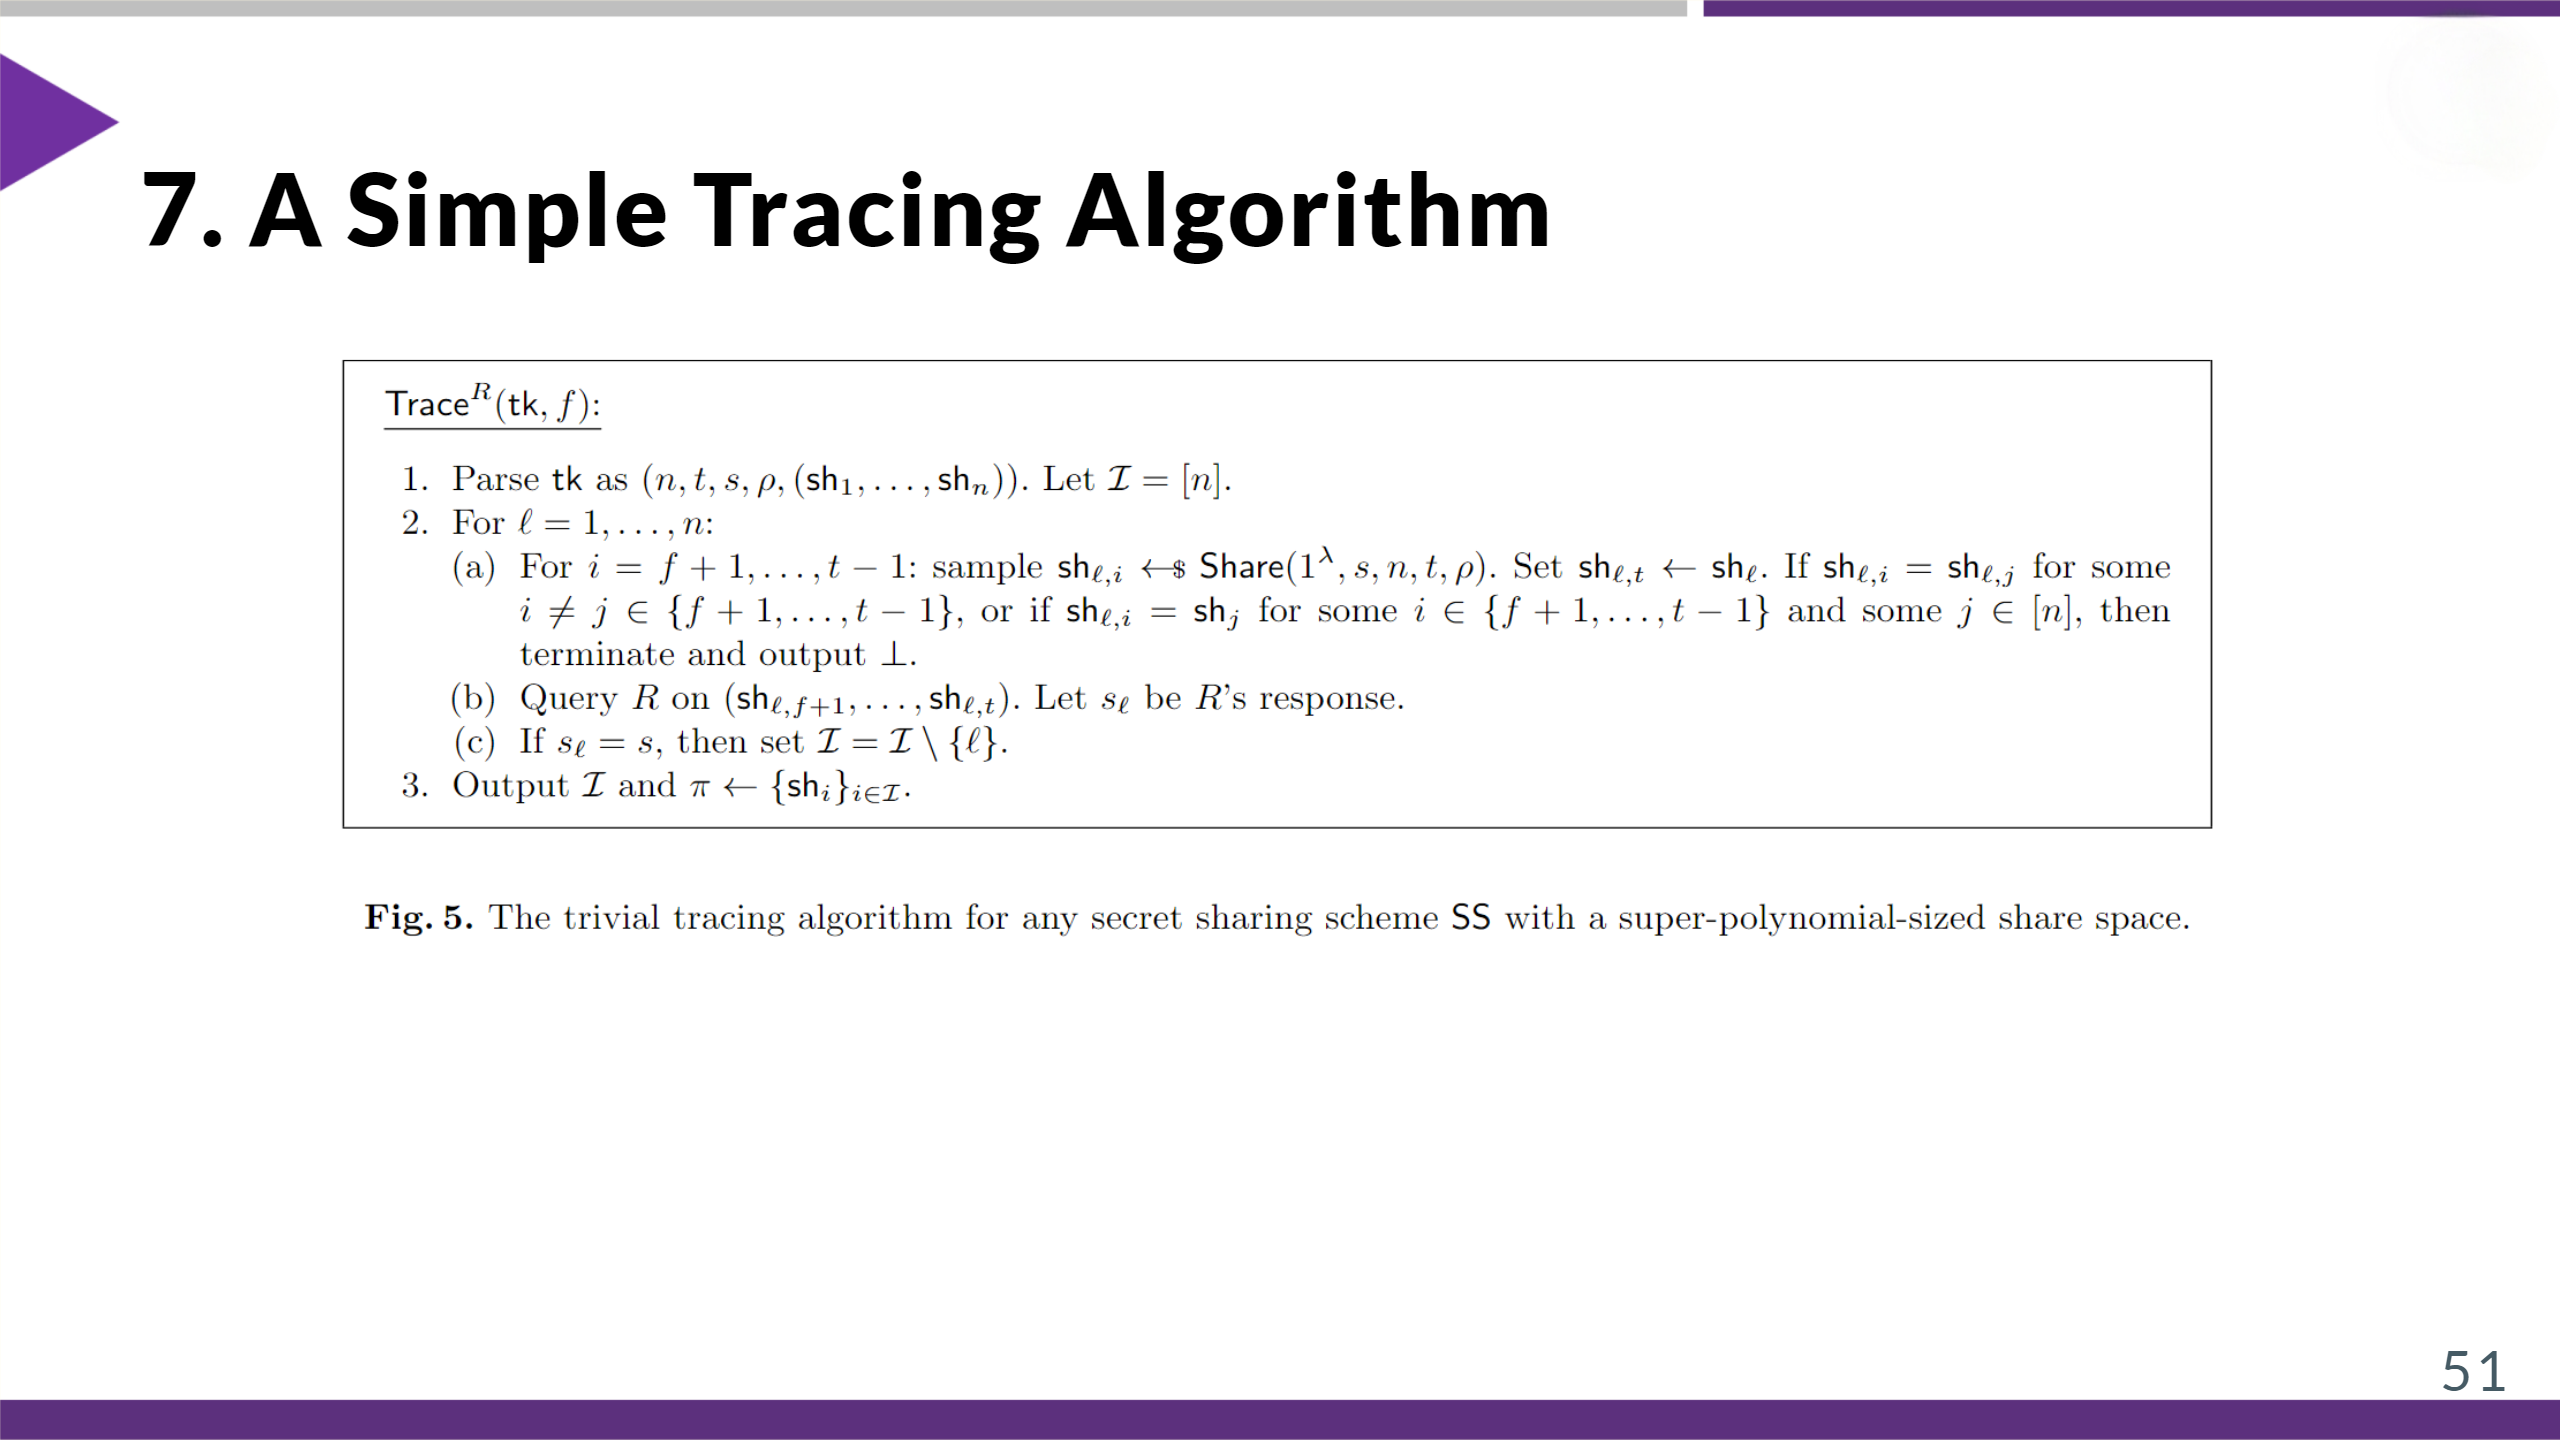 7. A Simple Tracing Algorithm
Trace^R(tk, f):
1. Parse tk as (n, t, s, ρ, (sh₁, . . . , shₙ)). Let ℐ = [n].
2. For ℓ = 1, . . . , n:
(a) For i = f + 1, . . . , t − 1: sample sh_{ℓ,i} ←$ Share(1^λ, s, n, t, ρ). Set sh_{ℓ,t} ← sh_ℓ. If sh_{ℓ,i} = sh_{ℓ,j} for some
i ≠ j ∈ {f + 1, . . . , t − 1}, or if sh_{ℓ,i} = sh_j for some i ∈ {f + 1, . . . , t − 1} and some j ∈ [n], then
terminate and output ⊥.
(b) Query R on (sh_{ℓ,f+1}, . . . , sh_{ℓ,t}). Let s_ℓ be R's response.
(c) If s_ℓ = s, then set ℐ = ℐ \ {ℓ}.
3. Output ℐ and π ← {sh_i}_{i∈ℐ}.
Fig. 5. The trivial tracing algorithm for any secret sharing scheme SS with a super-polynomial-sized share space.
51